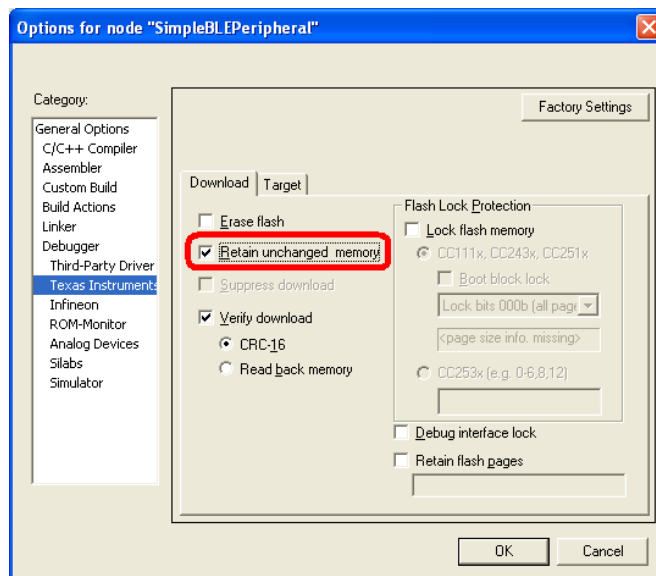 Options for node "SimpleBLEPeripheral"
Category:
Factory Settings
General Options
C/C++ Compiler
Assembler
Custom Build
Build Actions
Linker
Debugger
Third-Party Driver
Texas Instruments
Infineon
ROM-Monitor
Analog Devices
Silabs
Simulator
Download
Target
Erase flash
Retain unchanged memory
Suppress download
Verify download
CRC-16
Read back memory
Flash Lock Protection
Lock flash memory
CC111x, CC243x, CC251x
Boot block lock
Lock bits 000b (all page
<page size info. missing>
CC253x (e.g. 0-6,8,12)
Debug interface lock
Retain flash pages
OK
Cancel